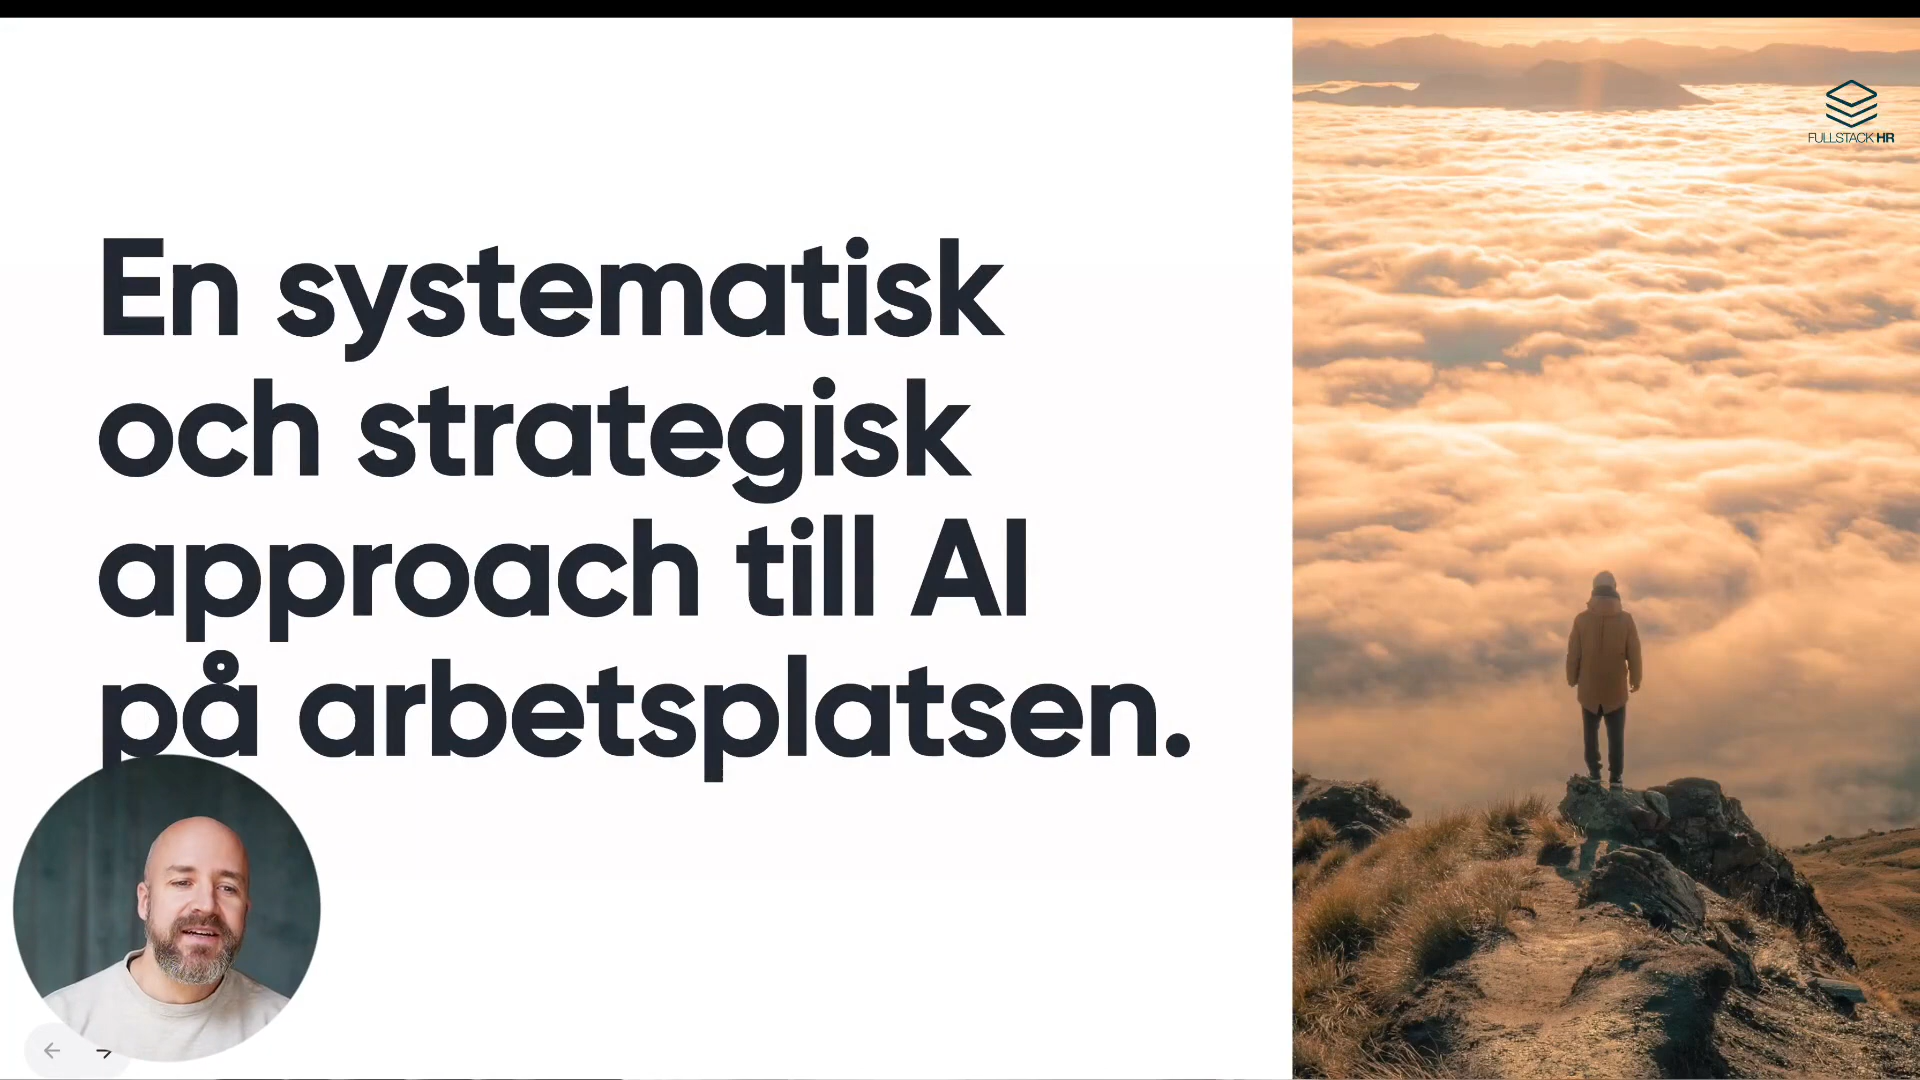 En systematisk
och strategisk
approach till AI
på arbetsplatsen.
FULLSTACK HR